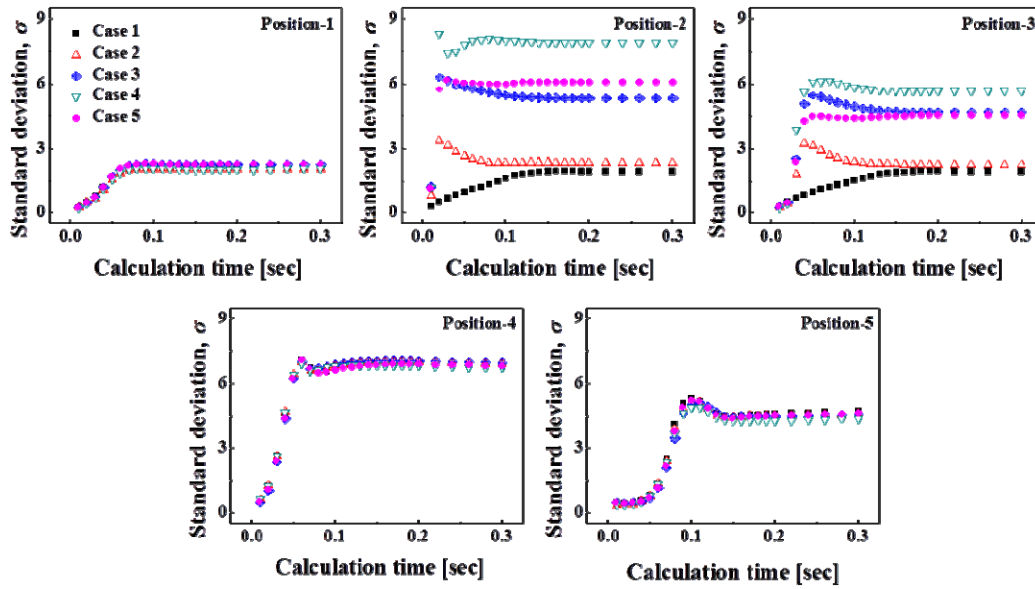 9
6
3
0
Standard deviation, σ
Position-1
Case 1
Case 2
Case 3
Case 4
Case 5
0.0 0.1 0.2 0.3
Calculation time [sec]
9
6
3
0
Standard deviation, σ
Position-2
0.0 0.1 0.2 0.3
Calculation time [sec]
9
6
3
0
Standard deviation, σ
Position-3
0.0 0.1 0.2 0.3
Calculation time [sec]
9
6
3
0
Standard deviation, σ
Position-4
0.0 0.1 0.2 0.3
Calculation time [sec]
9
6
3
0
Standard deviation, σ
Position-5
0.0 0.1 0.2 0.3
Calculation time [sec]